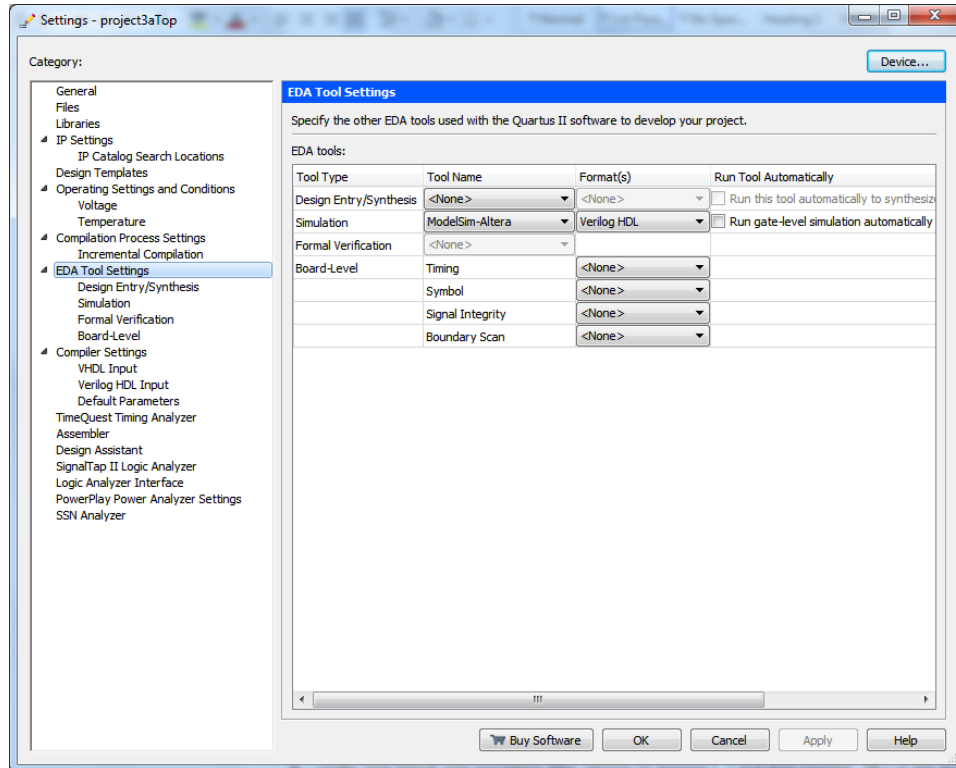 Settings - project3aTop
Category:
Device...
General
Files
Libraries
IP Settings
IP Catalog Search Locations
Design Templates
Operating Settings and Conditions
Voltage
Temperature
Compilation Process Settings
Incremental Compilation
EDA Tool Settings
Design Entry/Synthesis
Simulation
Formal Verification
Board-Level
Compiler Settings
VHDL Input
Verilog HDL Input
Default Parameters
TimeQuest Timing Analyzer
Assembler
Design Assistant
SignalTap II Logic Analyzer
Logic Analyzer Interface
PowerPlay Power Analyzer Settings
SSN Analyzer
EDA Tool Settings
Specify the other EDA tools used with the Quartus II software to develop your project.
EDA tools:
Tool Type Tool Name Format(s) Run Tool Automatically
Design Entry/Synthesis <None> <None> Run this tool automatically to synthesiz
Simulation ModelSim-Altera Verilog HDL Run gate-level simulation automatically
Formal Verification <None>
Board-Level Timing <None>
Symbol <None>
Signal Integrity <None>
Boundary Scan <None>
Buy Software OK Cancel Apply Help